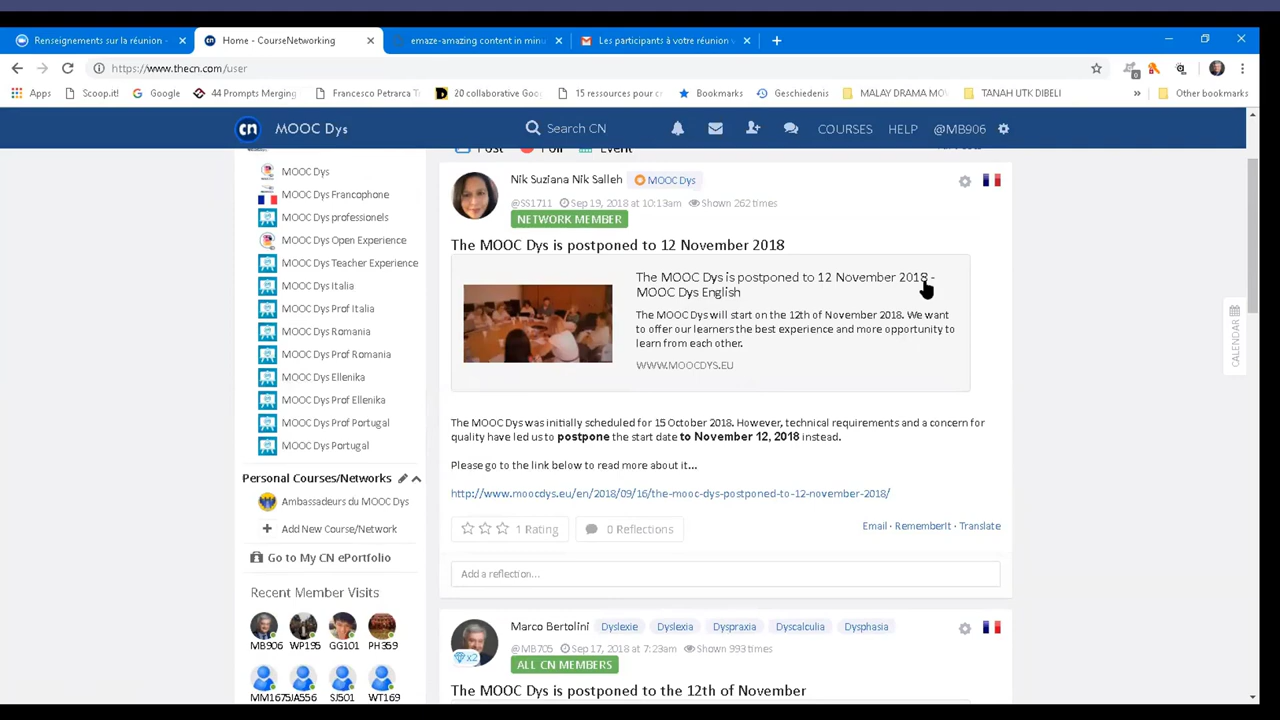 Renseignements sur la réunion -
Home - CourseNetworking
emaze-amazing content in minu
Les participants à votre réunion v
https://www.thecn.com/user
Apps
Scoop.it!
Google
44 Prompts Merging
Francesco Petrarca T
20 collaborative Goo
15 ressources pour cr
Bookmarks
Geschiedenis
MALAY DRAMA MOV
TANAH UTK DIBELI
Other bookmarks
cn
MOOC Dys
Search CN
COURSES
HELP
@MB906
Post
Poll
Event
MOOC Dys
MOOC Dys Francophone
MOOC Dys professionels
MOOC Dys Open Experience
MOOC Dys Teacher Experience
MOOC Dys Italia
MOOC Dys Prof Italia
MOOC Dys Romania
MOOC Dys Prof Romania
MOOC Dys Ellenika
MOOC Dys Prof Ellenika
MOOC Dys Prof Portugal
MOOC Dys Portugal
Personal Courses/Networks
Ambassadeurs du MOOC Dys
Add New Course/Network
Go to My CN ePortfolio
Recent Member Visits
MB906 WP195 GG101 PH359
MM1675 JA556 SJ501 WT169
Nik Suziana Nik Salleh MOOC Dys
@SS1711 Sep 19, 2018 at 10:13am Shown 262 times
NETWORK MEMBER
The MOOC Dys is postponed to 12 November 2018
The MOOC Dys is postponed to 12 November 2018 -
MOOC Dys English
The MOOC Dys will start on the 12th of November 2018. We want
to offer our learners the best experience and more opportunity to
learn from each other.
WWW.MOOCDYS.EU
The MOOC Dys was initially scheduled for 15 October 2018. However, technical requirements and a concern for
quality have led us to postpone the start date to November 12, 2018 instead.
Please go to the link below to read more about it...
http://www.moocdys.eu/en/2018/09/16/the-mooc-dys-postponed-to-12-november-2018/
1 Rating
0 Reflections
Email · RememberIt · Translate
Add a reflection...
Marco Bertolini Dyslexie Dyslexia Dyspraxia Dyscalculia Dysphasia
x2
@MB705 Sep 17, 2018 at 7:23am Shown 993 times
ALL CN MEMBERS
The MOOC Dys is postponed to the 12th of November
CALENDAR